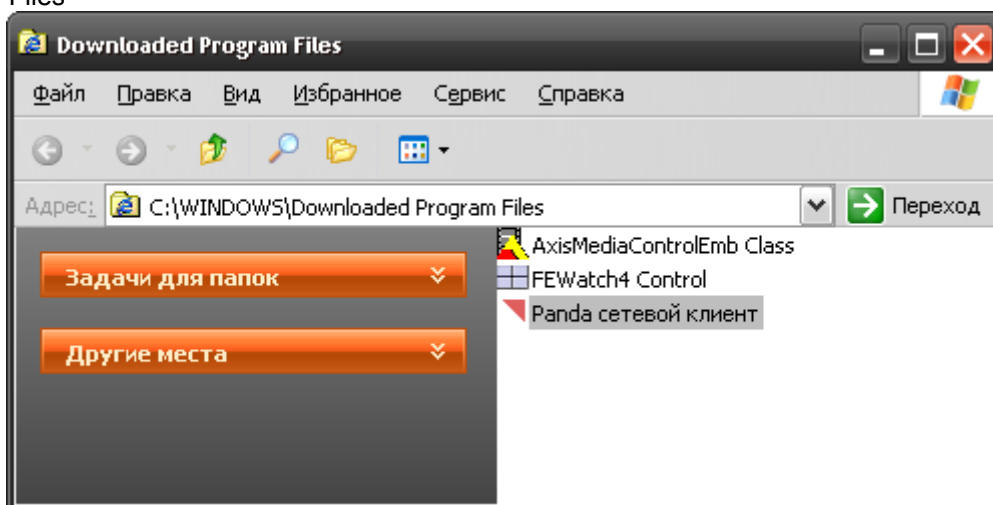 Files
Downloaded Program Files
Файл Правка Вид Избранное Сервис Справка
Адрес: C:\WINDOWS\Downloaded Program Files Переход
Задачи для папок
Другие места
AxisMediaControlEmb Class
FEWatch4 Control
Panda сетевой клиент